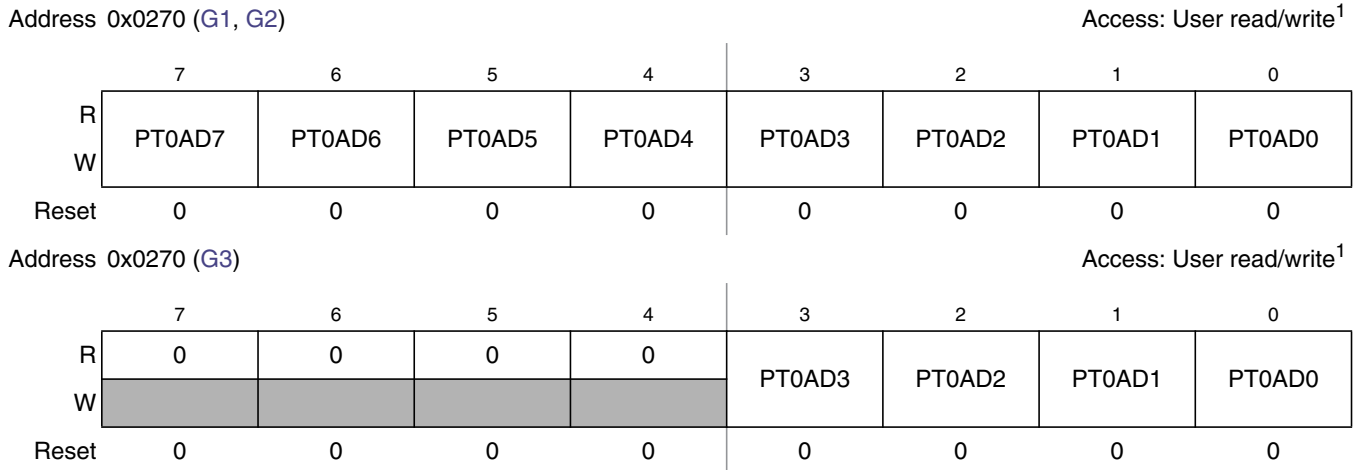 Address 0x0270 (G1, G2) Access: User read/write1
7 6 5 4 3 2 1 0
R
PT0AD7 PT0AD6 PT0AD5 PT0AD4 PT0AD3 PT0AD2 PT0AD1 PT0AD0
W
Reset 0 0 0 0 0 0 0 0
Address 0x0270 (G3) Access: User read/write1
7 6 5 4 3 2 1 0
R 0 0 0 0
PT0AD3 PT0AD2 PT0AD1 PT0AD0
W
Reset 0 0 0 0 0 0 0 0